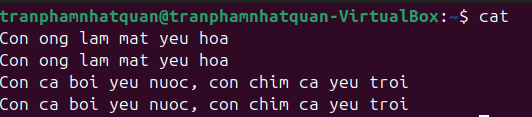 tranphamnhatquan@tranphamnhatquan-VirtualBox:~$ cat
Con ong lam mat yeu hoa
Con ong lam mat yeu hoa
Con ca boi yeu nuoc, con chim ca yeu troi
Con ca boi yeu nuoc, con chim ca yeu troi